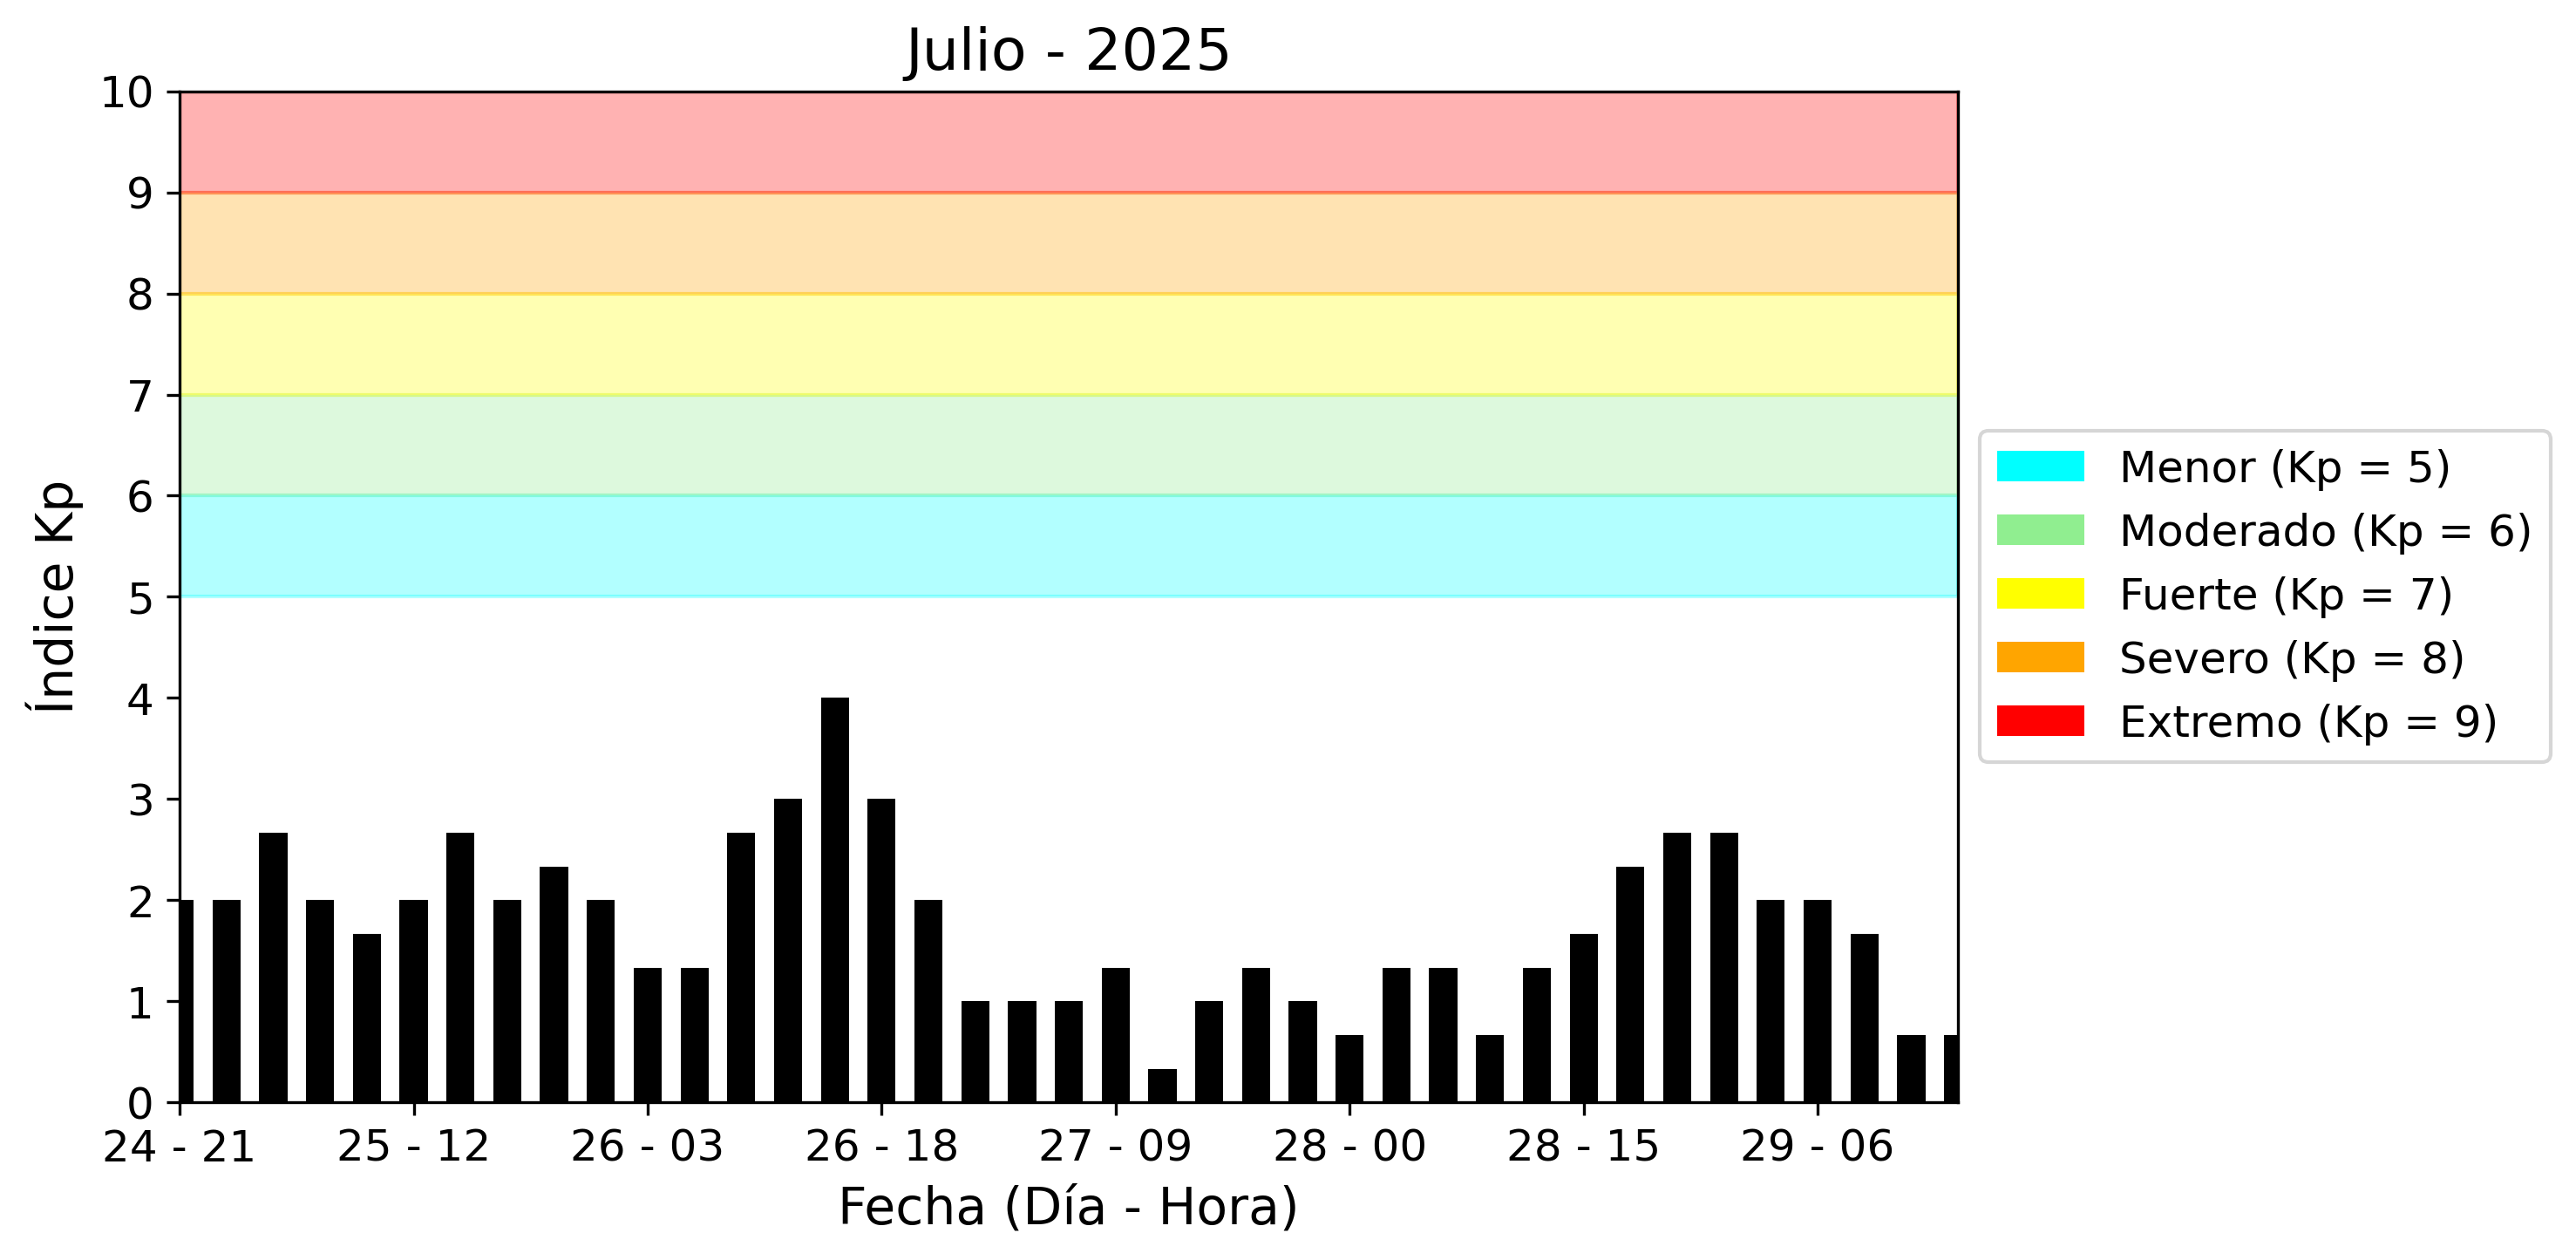 Julio - 2025
10
9
8
7
6
5
4
3
2
1
0
Índice Kp
24 - 21
25 - 12
26 - 03
26 - 18
27 - 09
28 - 00
28 - 15
29 - 06
Fecha (Día - Hora)
Menor (Kp = 5)
Moderado (Kp = 6)
Fuerte (Kp = 7)
Severo (Kp = 8)
Extremo (Kp = 9)